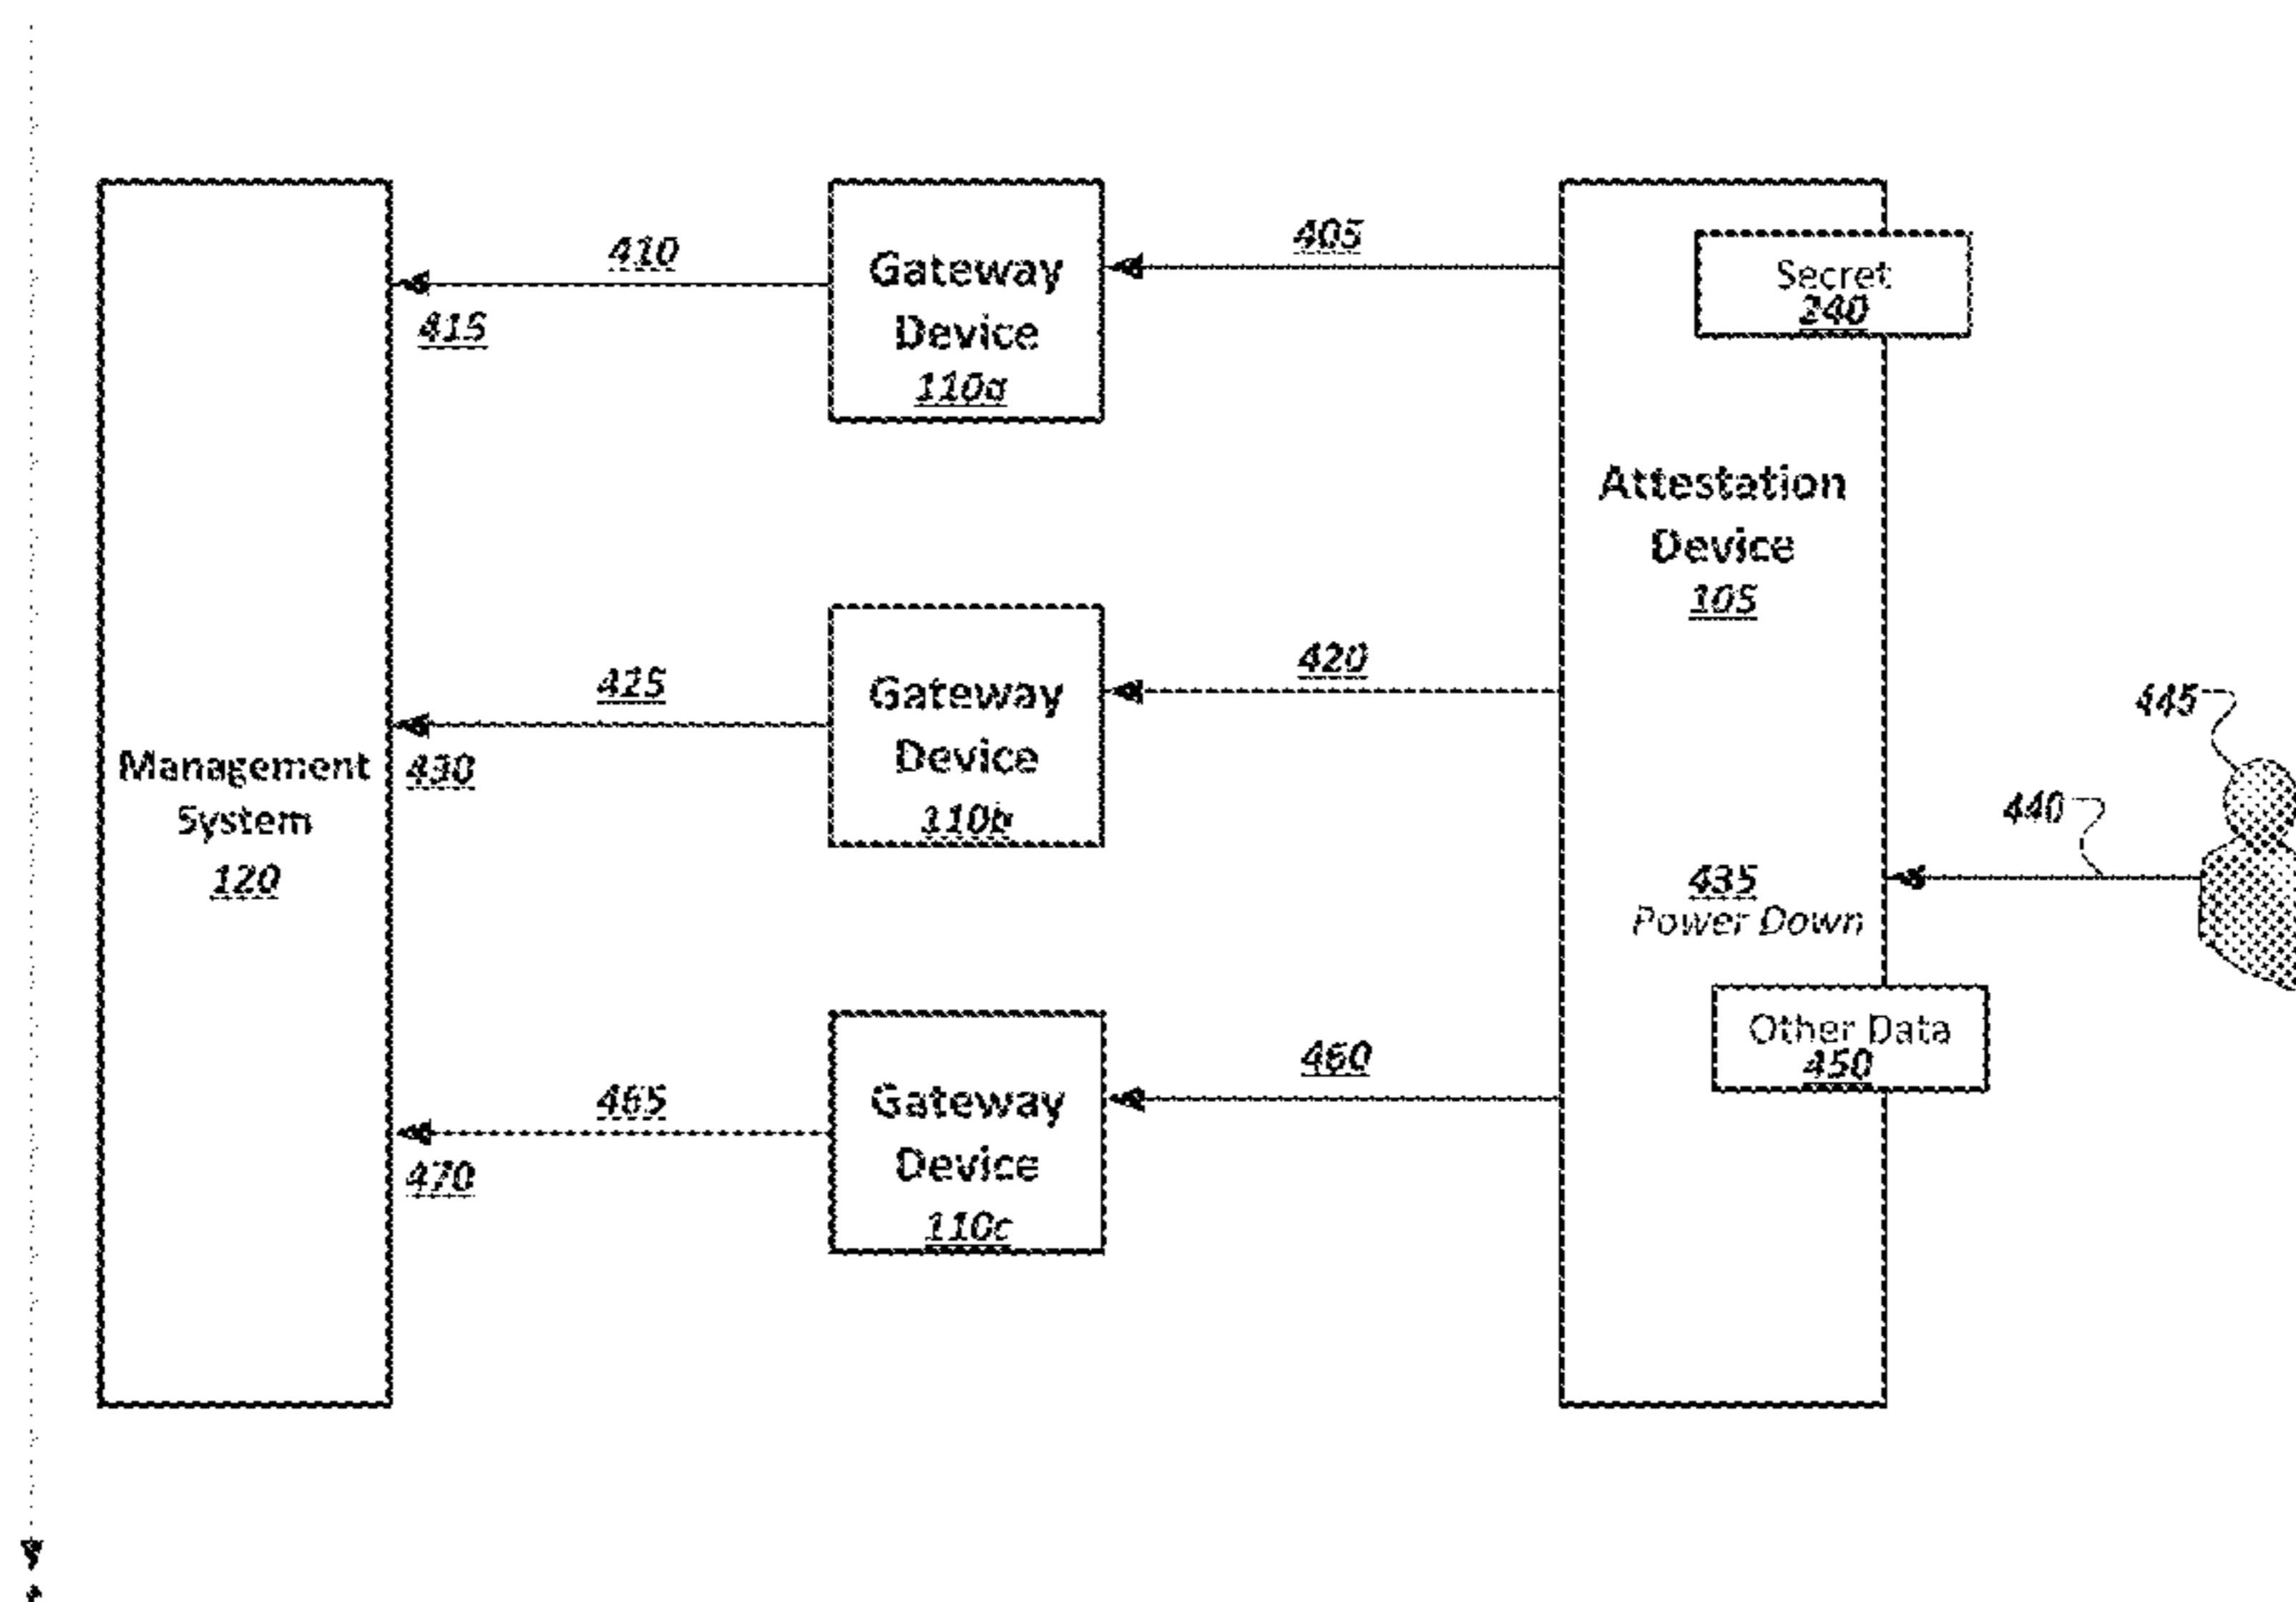 405
410
Secret
240
Gateway
Device
110a
415
Attestation
Device
105
420
425
445
Gateway
Device
110b
Management
System
120
430
440
435
Power Down
Other Data
450
460
465
Gateway
Device
110c
470
t